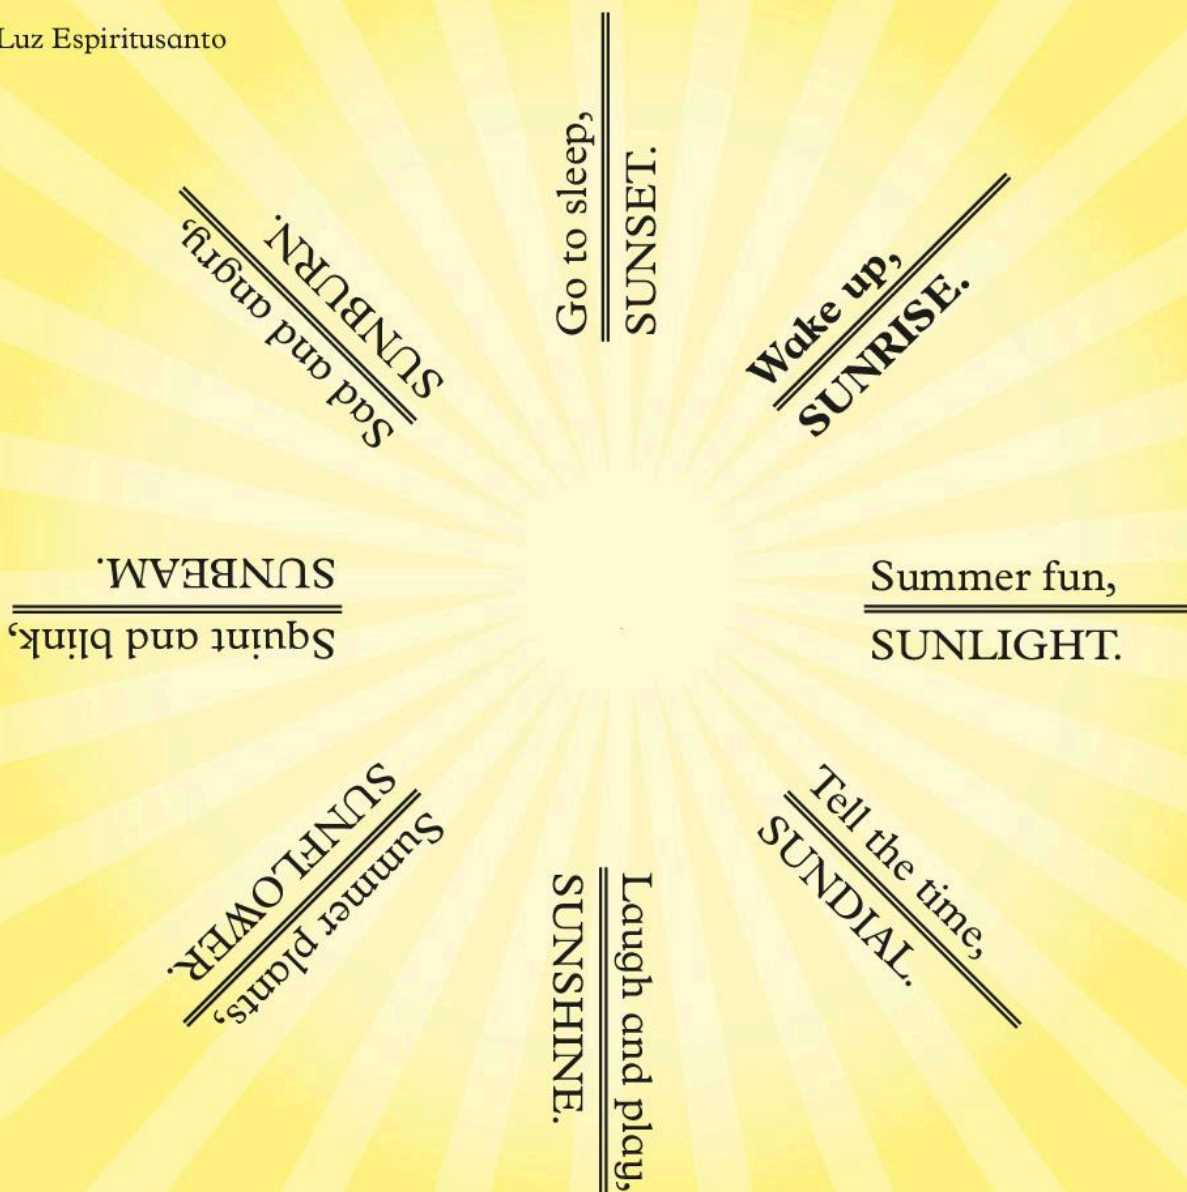 Luz Espiritusanto
Wake up,
SUNRISE.
Summer fun,
SUNLIGHT.
Tell the time,
SUNDIAL.
Laugh and play,
SUNSHINE.
Summer plants,
SUNFLOWER.
Squint and blink,
SUNBEAM.
Sad and angry,
SUNBURN.
Go to sleep,
SUNSET.